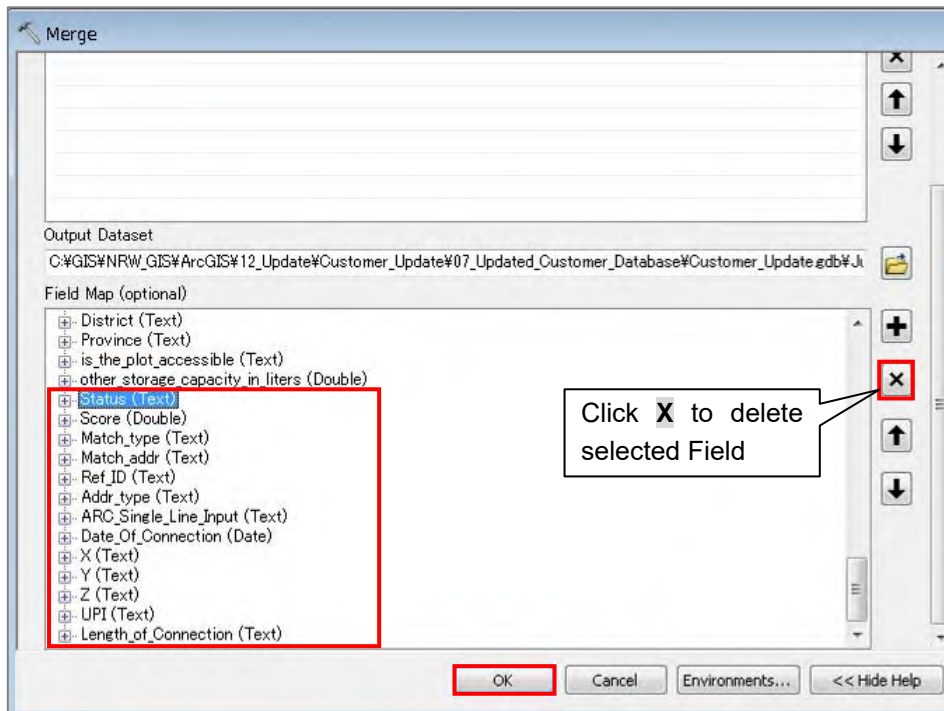 Merge
Output Dataset
C:¥GIS¥NRW_GIS¥ArcGIS¥12_Update¥Customer_Update¥07_Updated_Customer_Database¥Customer_Update.gdb¥Ju
Field Map (optional)
District (Text)
Province (Text)
is_the_plot_accessible (Text)
other_storage_capacity_in_liters (Double)
Status (Text)
Score (Double)
Match_type (Text)
Match_addr (Text)
Ref_ID (Text)
Addr_type (Text)
ARC_Single_Line_Input (Text)
Date_Of_Connection (Date)
X (Text)
Y (Text)
Z (Text)
UPI (Text)
Length_of_Connection (Text)
Click X to delete
selected Field
OK Cancel Environments... << Hide Help